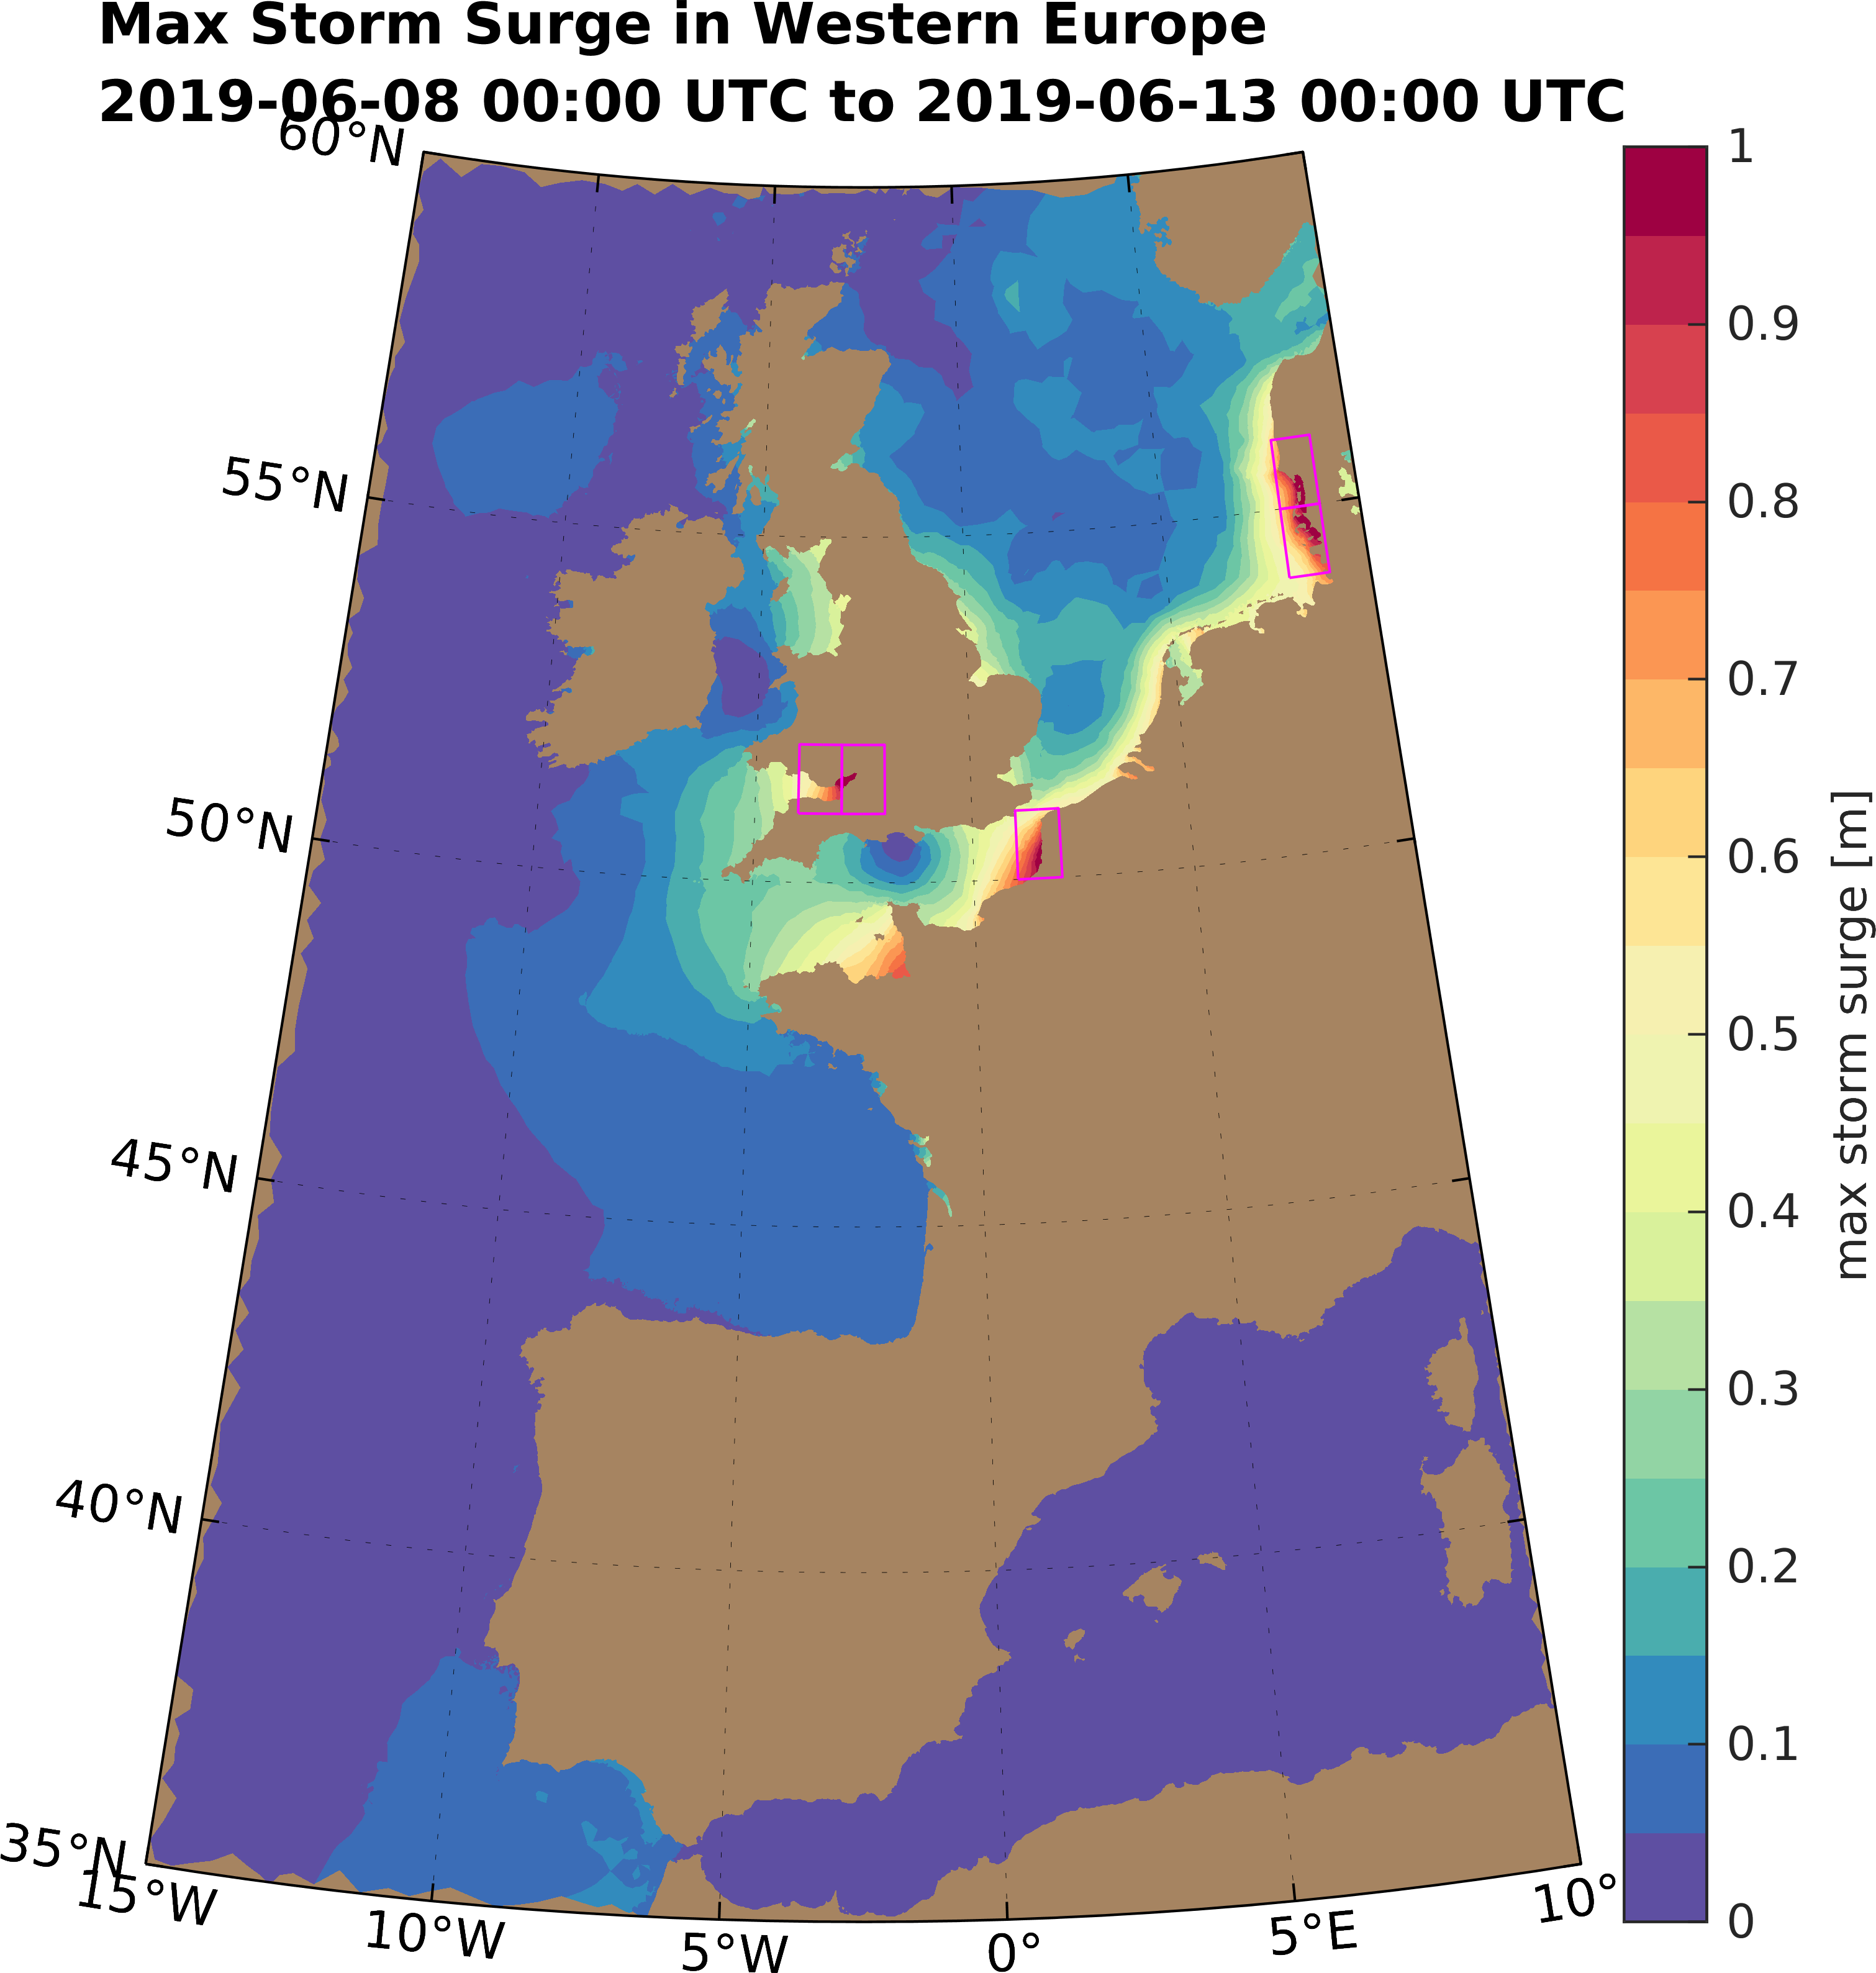 Max Storm Surge in Western Europe
2019-06-08 00:00 UTC to 2019-06-13 00:00 UTC
60°N
55°N
50°N
45°N
40°N
35°N
15°W
10°W
5°W
0°
5°E
10°
1
0.9
0.8
0.7
0.6
0.5
0.4
0.3
0.2
0.1
0
max storm surge [m]